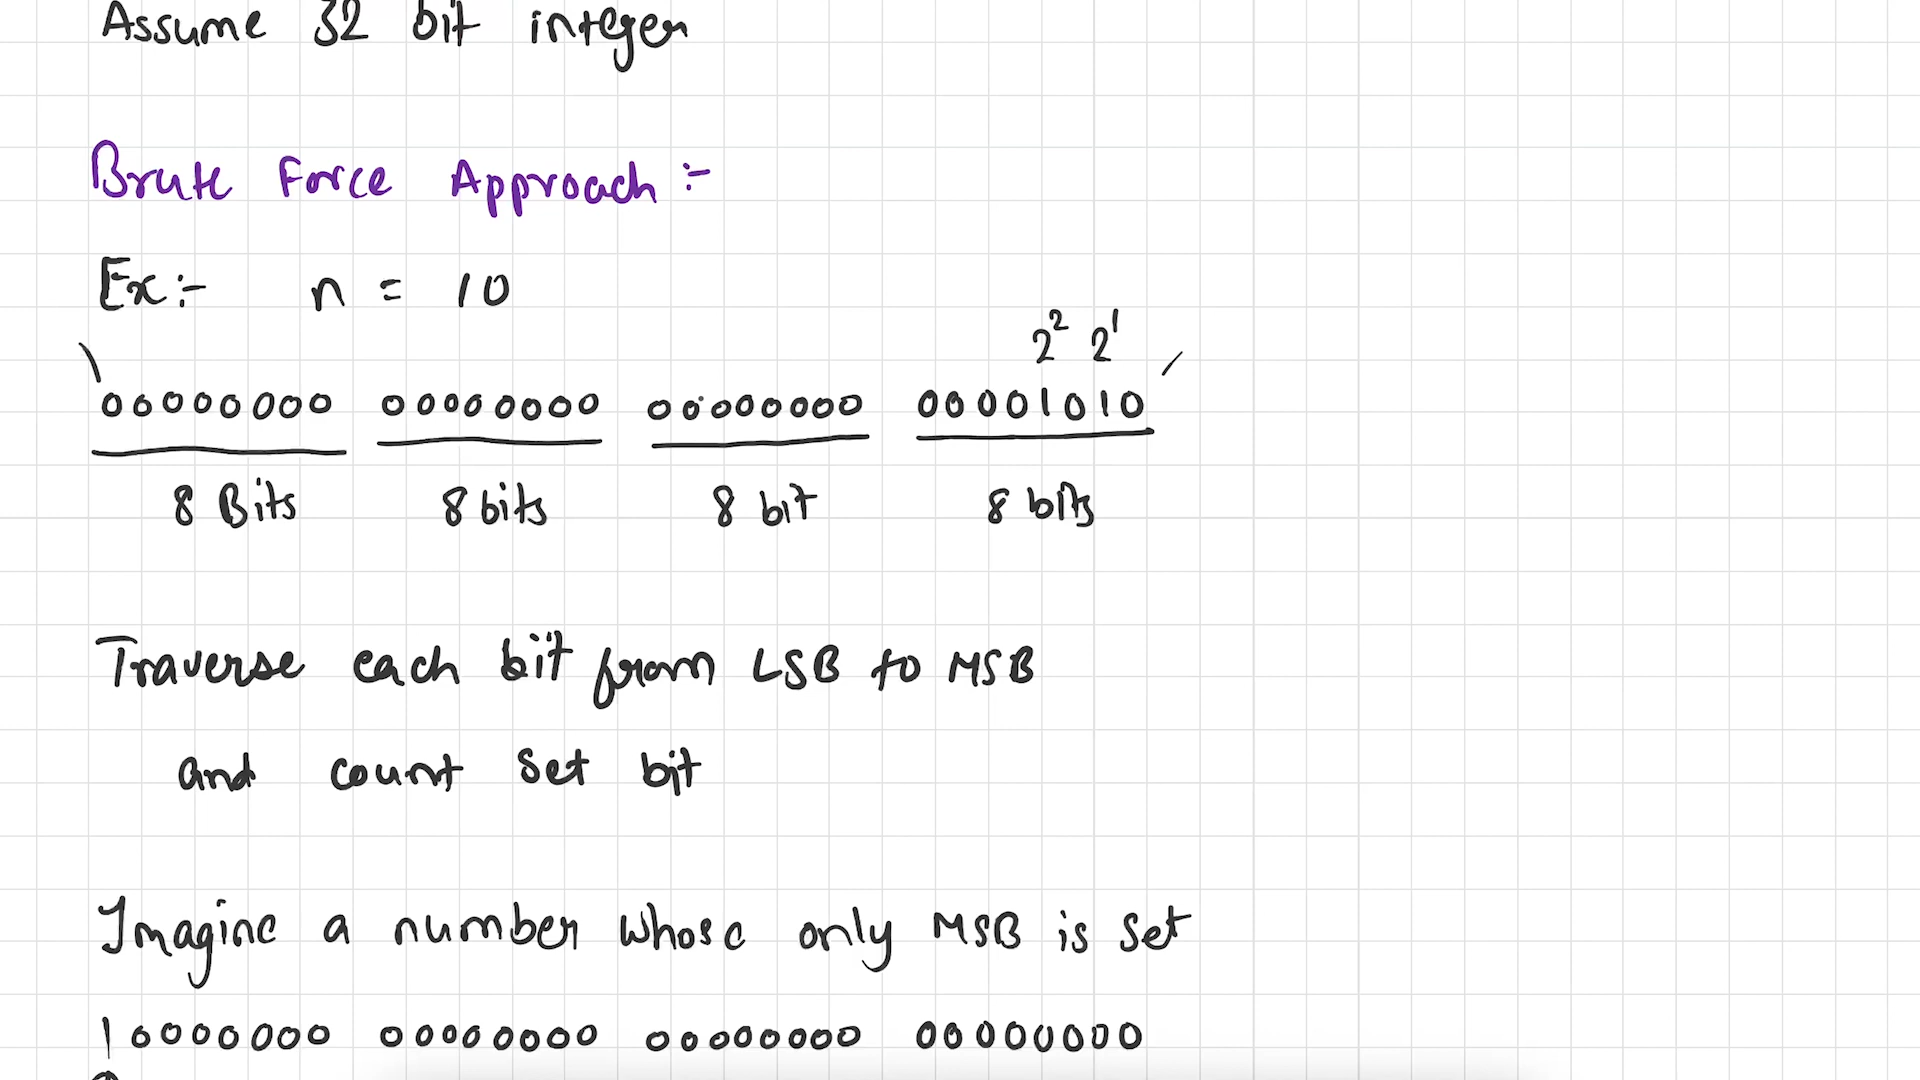 Assume 32 bit integer
Brute Force Approach :-
Ex:- n = 10
2² 2¹
00000000 00000000 00000000 00001010
8 Bits 8 bits 8 bit 8 bits
Traverse each bit from LSB to MSB
and count set bit
Imagine a number whose only MSB is set
10000000 00000000 00000000 00000000